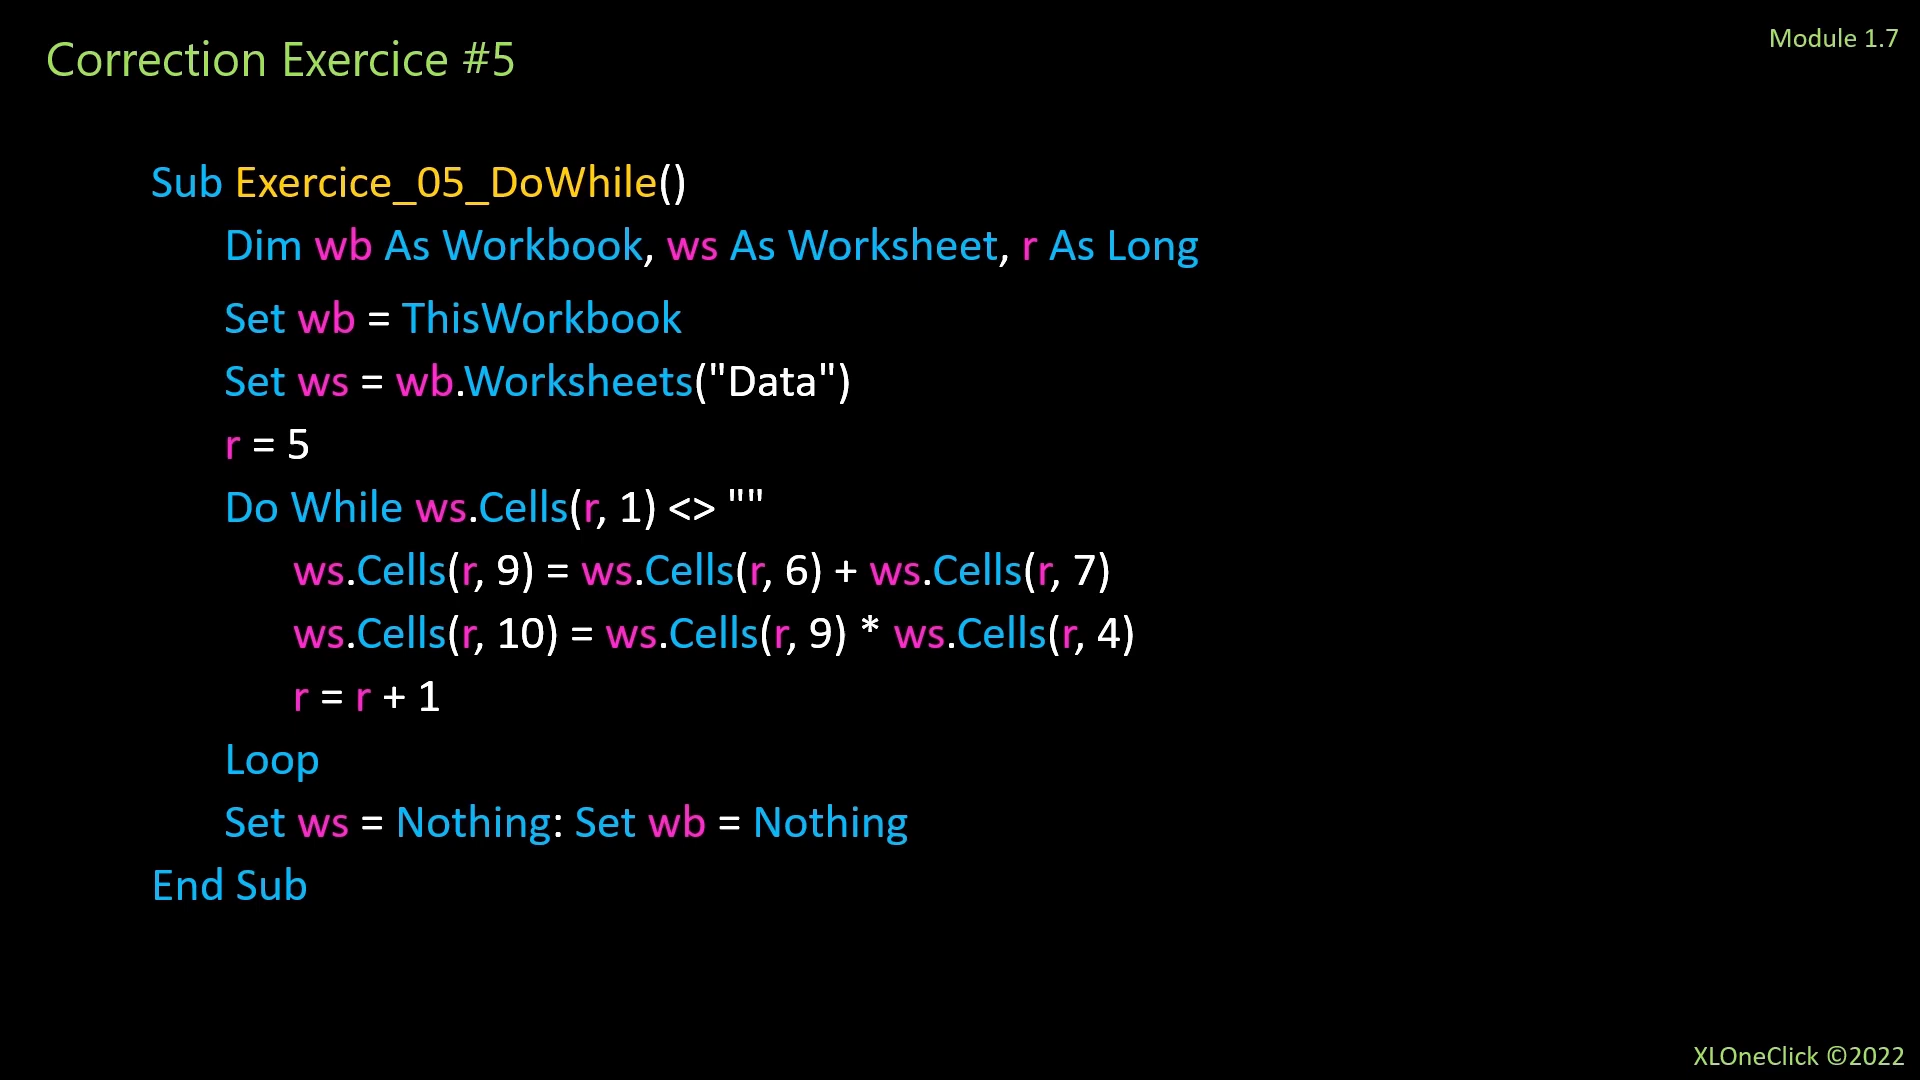 Correction Exercice #5
Module 1.7
Sub Exercice_05_DoWhile()
Dim wb As Workbook, ws As Worksheet, r As Long
Set wb = ThisWorkbook
Set ws = wb.Worksheets("Data")
r = 5
Do While ws.Cells(r, 1) <> ""
ws.Cells(r, 9) = ws.Cells(r, 6) + ws.Cells(r, 7)
ws.Cells(r, 10) = ws.Cells(r, 9) * ws.Cells(r, 4)
r = r + 1
Loop
Set ws = Nothing: Set wb = Nothing
End Sub
XLOneClick ©2022